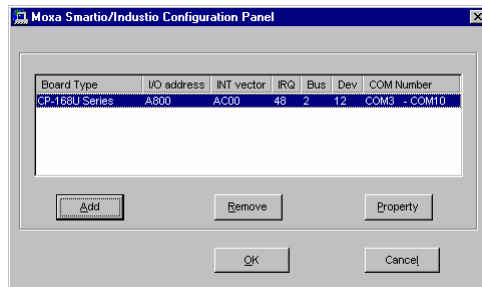 Moxa Smartio/Industio Configuration Panel
Board Type I/O address INT vector IRQ Bus Dev COM Number
CP-168U Series A800 AC00 48 2 12 COM3 - COM10
Add Remove Property
OK Cancel